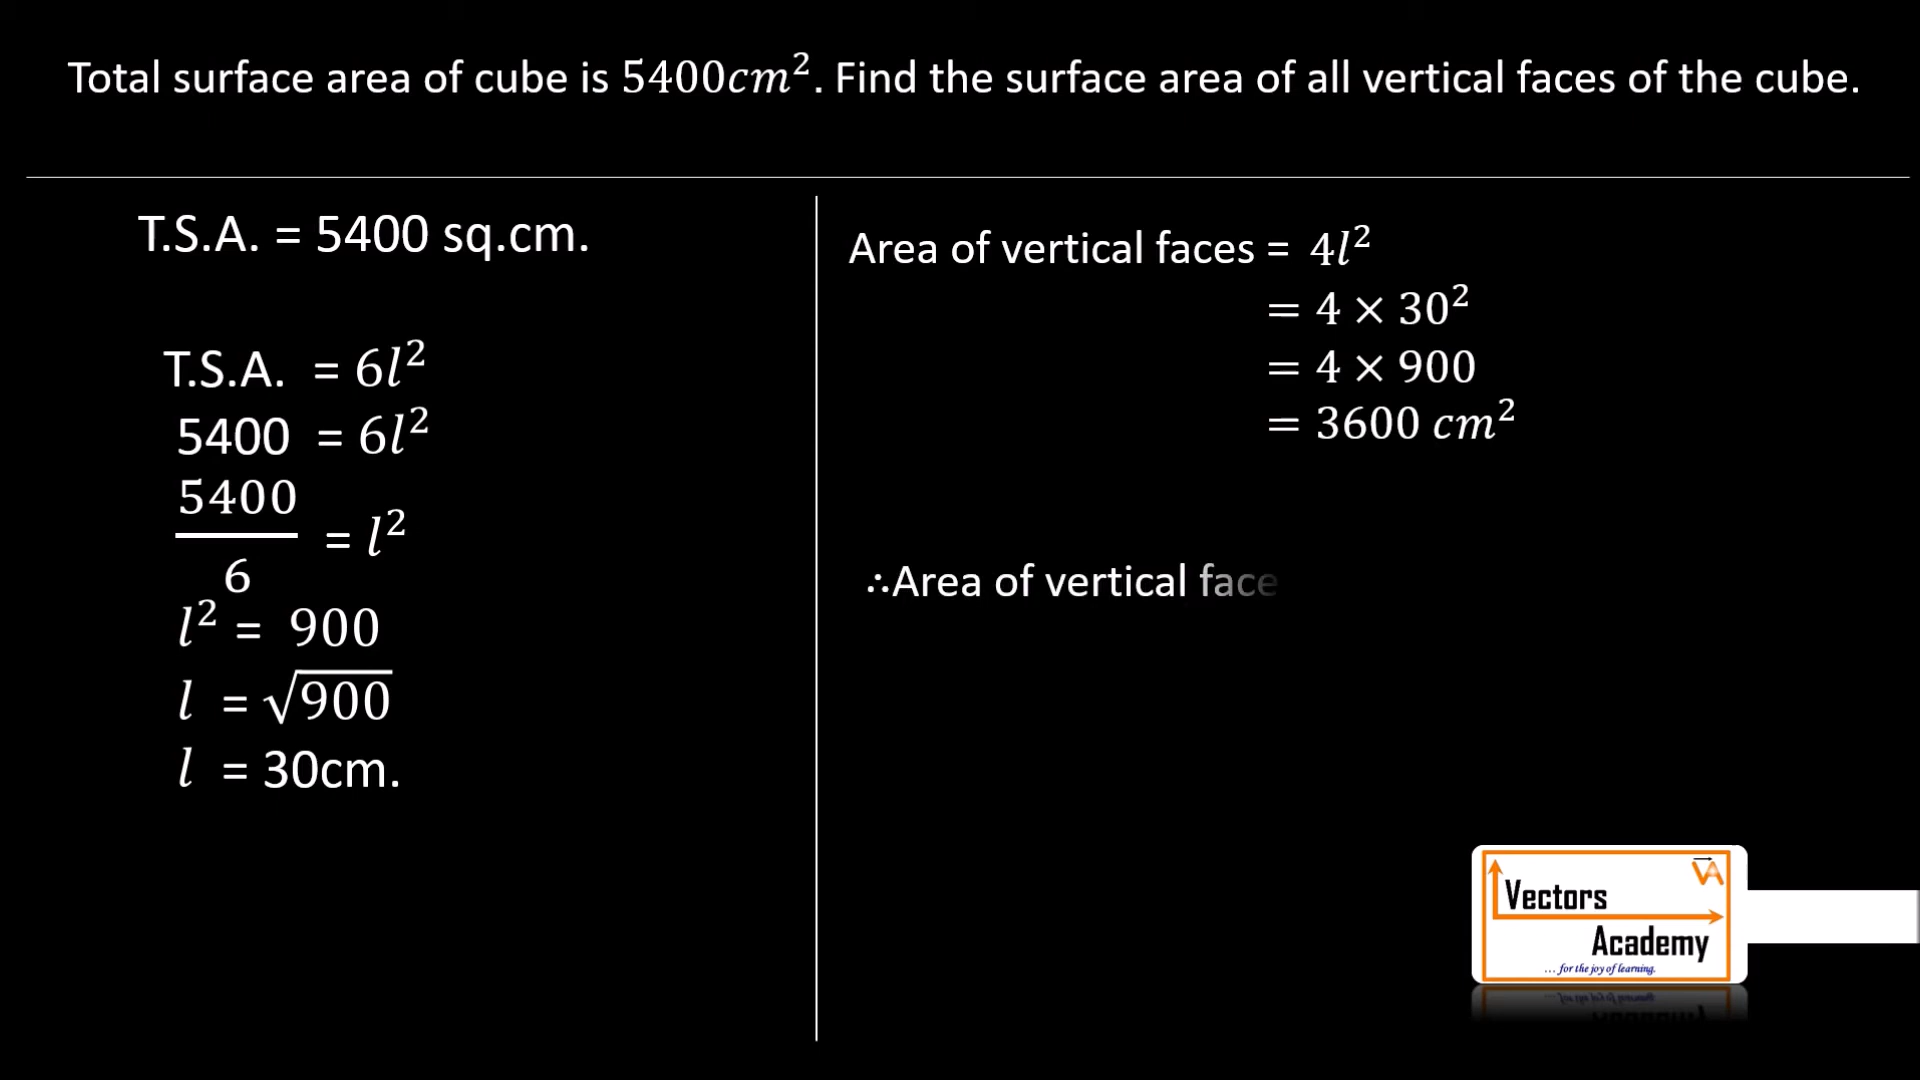 Total surface area of cube is 5400cm². Find the surface area of all vertical faces of the cube.
T.S.A. = 5400 sq.cm.
T.S.A. = 6l²
5400 = 6l²
5400
6
= l²
l² = 900
l = √900
l = 30cm.
Area of vertical faces = 4l²
= 4 × 30²
= 4 × 900
= 3600 cm²
∴Area of vertical face
VA
Vectors
Academy
... for the joy of learning.